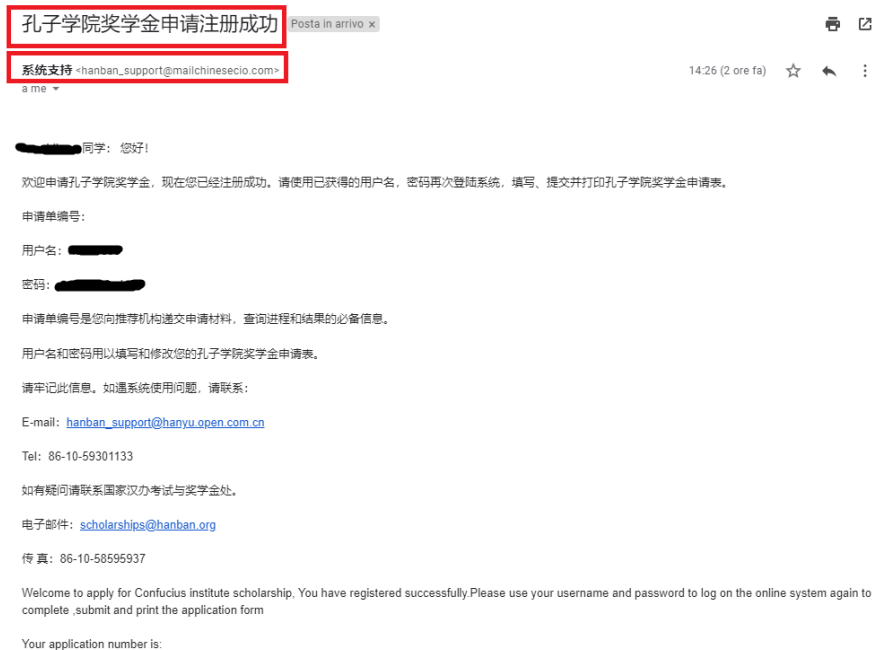 孔子学院奖学金申请注册成功 Posta in arrivo ×
系统支持 <hanban_support@mailchinesecio.com> 14:26 (2 ore fa)
a me
同学： 您好！
欢迎申请孔子学院奖学金，现在您已经注册成功。请使用已获得的用户名，密码再次登陆系统，填写、提交并打印孔子学院奖学金申请表。
申请单编号：
用户名：
密码：
申请单编号是您向推荐机构递交申请材料，查询进程和结果的必备信息。
用户名和密码用以填写和修改您的孔子学院奖学金申请表。
请牢记此信息。如遇系统使用问题，请联系：
E-mail：hanban_support@hanyu.open.com.cn
Tel：86-10-59301133
如有疑问请联系国家汉办考试与奖学金处。
电子邮件：scholarships@hanban.org
传 真：86-10-58595937
Welcome to apply for Confucius institute scholarship, You have registered successfully.Please use your username and password to log on the online system again to
complete ,submit and print the application form
Your application number is: